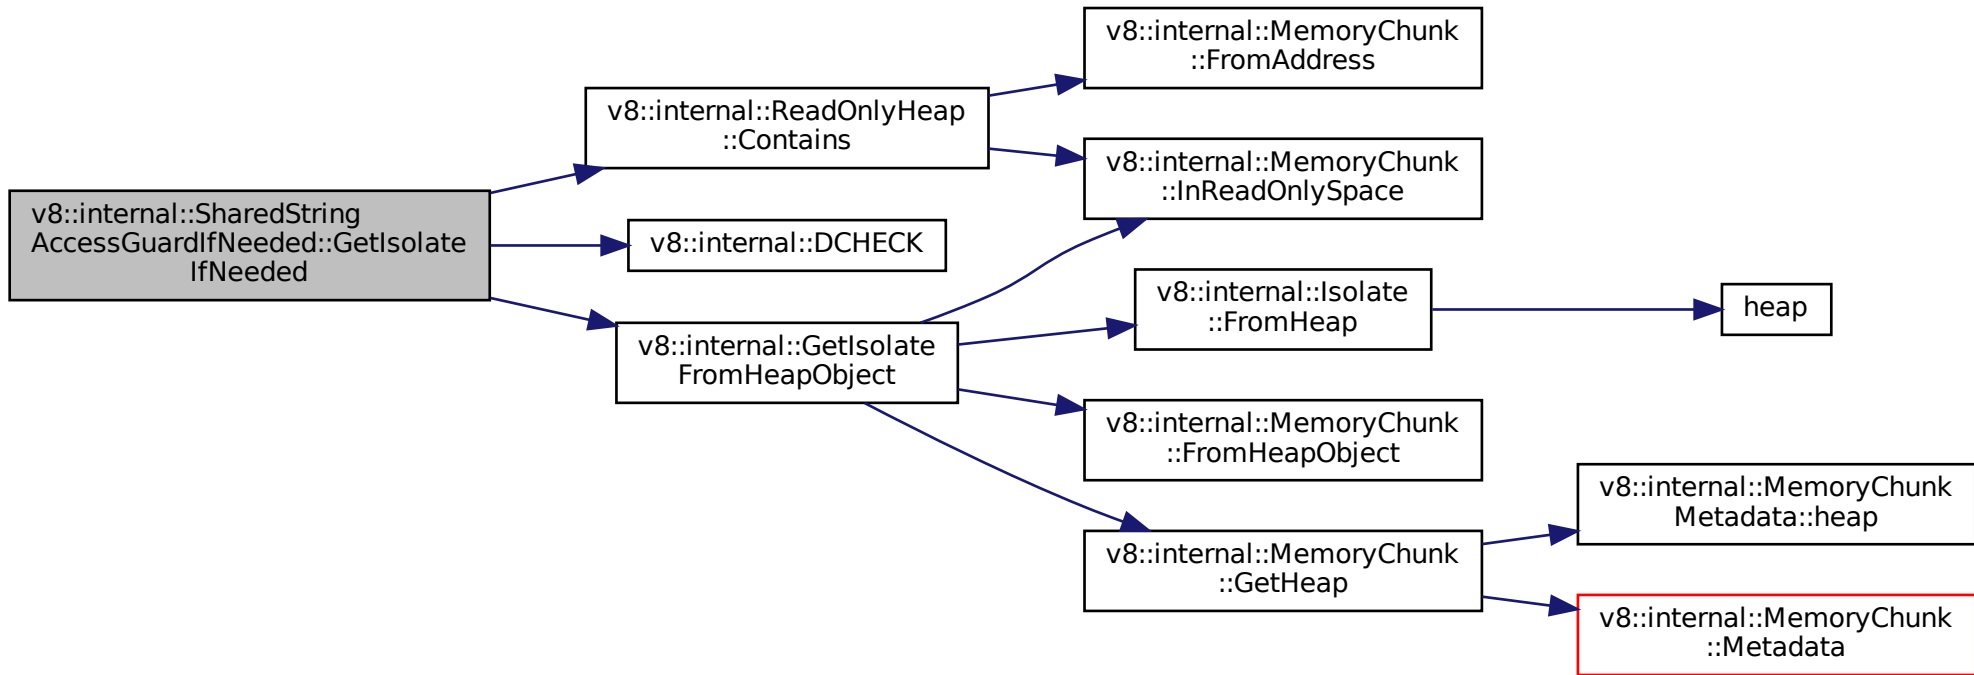 v8::internal::SharedString
AccessGuardIfNeeded::GetIsolate
IfNeeded
v8::internal::ReadOnlyHeap
::Contains
v8::internal::DCHECK
v8::internal::GetIsolate
FromHeapObject
v8::internal::MemoryChunk
::FromAddress
v8::internal::MemoryChunk
::InReadOnlySpace
v8::internal::Isolate
::FromHeap
v8::internal::MemoryChunk
::FromHeapObject
v8::internal::MemoryChunk
::GetHeap
heap
v8::internal::MemoryChunk
Metadata::heap
v8::internal::MemoryChunk
::Metadata